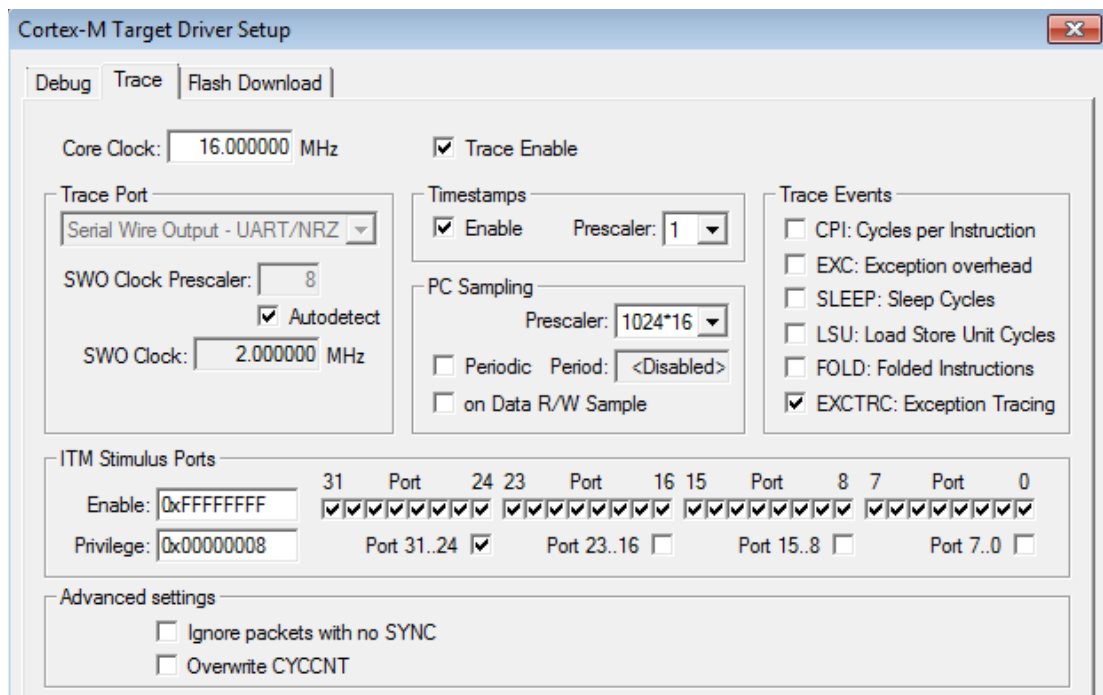 Cortex-M Target Driver Setup
Debug Trace Flash Download
Core Clock: 16.000000 MHz Trace Enable
Trace Port
Serial Wire Output - UART/NRZ
SWO Clock Prescaler: 8
Autodetect
SWO Clock: 2.000000 MHz
Timestamps
Enable Prescaler: 1
PC Sampling
Prescaler: 1024*16
Periodic Period: <Disabled>
on Data R/W Sample
Trace Events
CPI: Cycles per Instruction
EXC: Exception overhead
SLEEP: Sleep Cycles
LSU: Load Store Unit Cycles
FOLD: Folded Instructions
EXCTRC: Exception Tracing
ITM Stimulus Ports
31 Port 24 23 Port 16 15 Port 8 7 Port 0
Enable: 0xFFFFFFFF
Privilege: 0x00000008 Port 31..24 Port 23..16 Port 15..8 Port 7..0
Advanced settings
Ignore packets with no SYNC
Overwrite CYCCNT